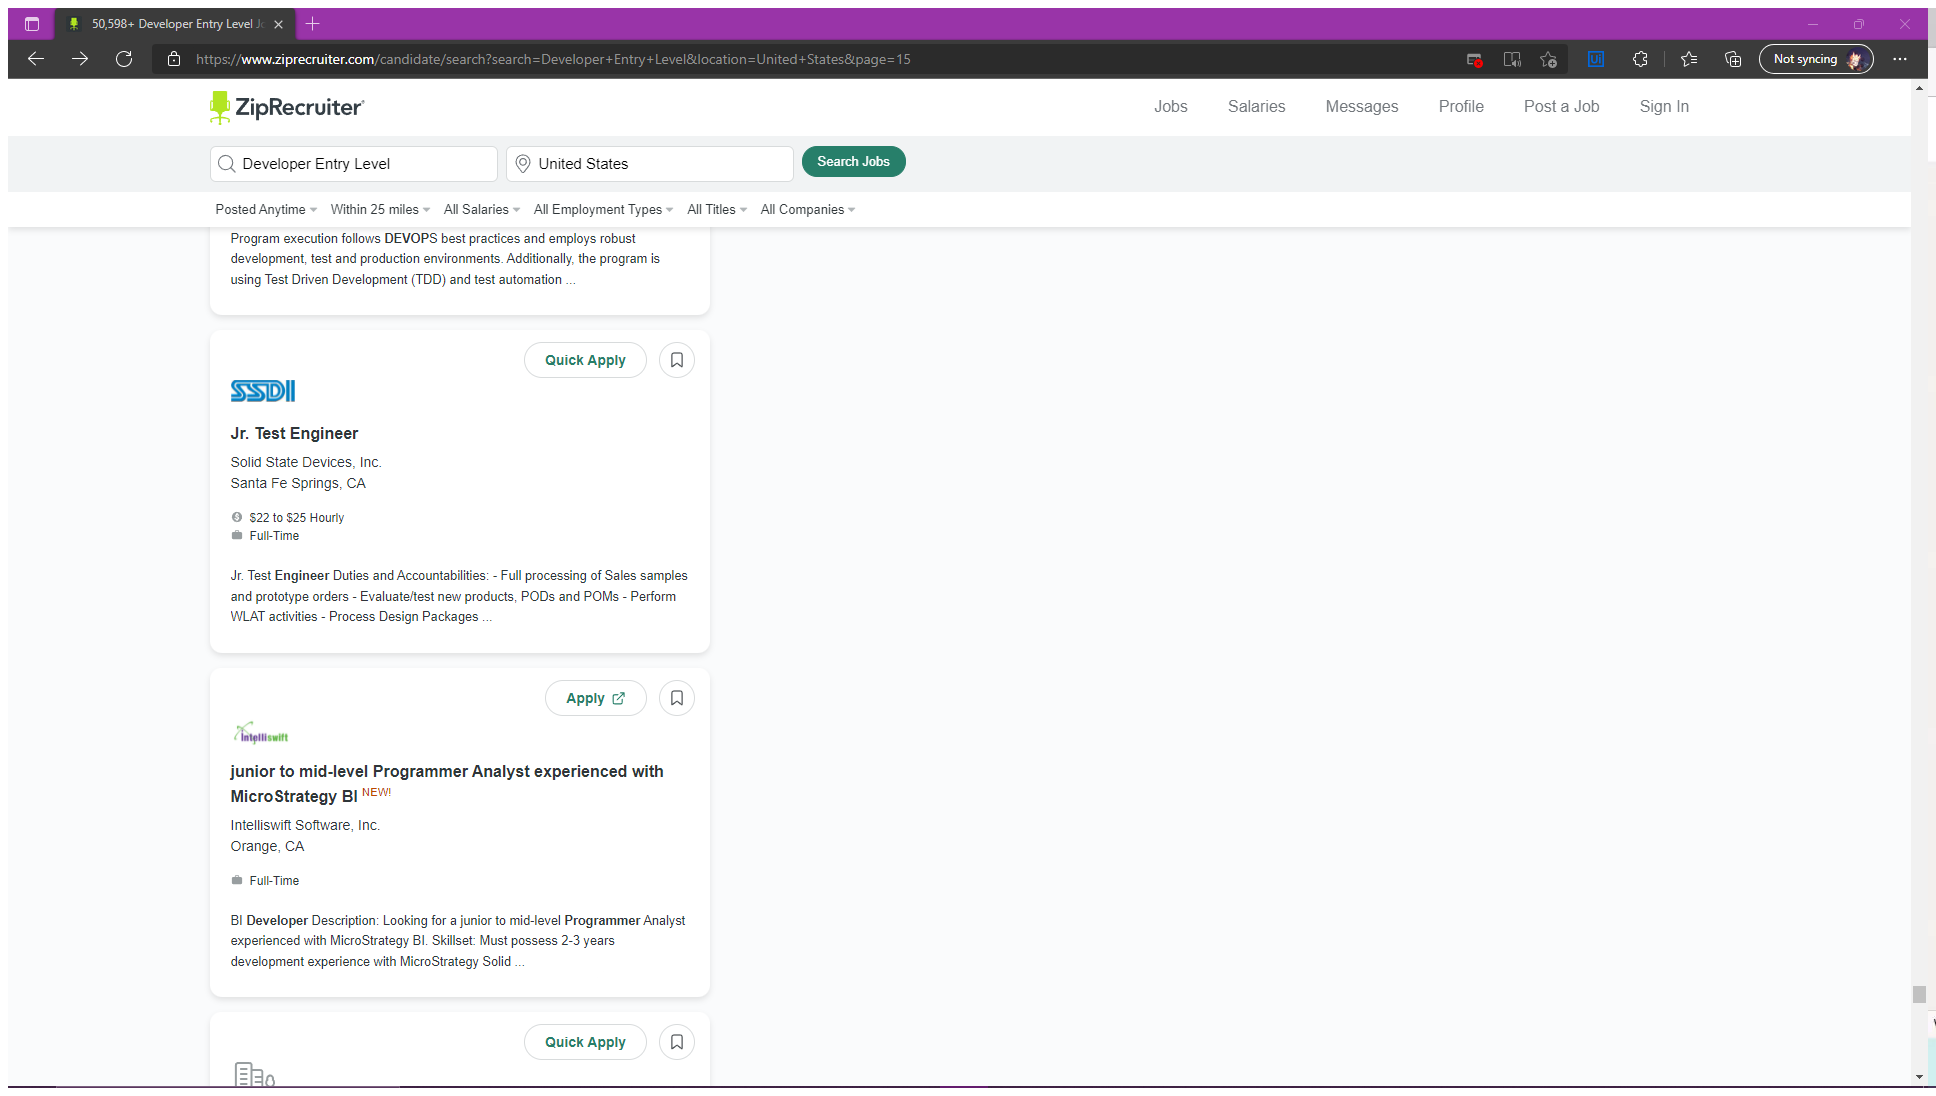 50,598+ Developer Entry Level J
https://www.ziprecruiter.com/candidate/search?search=Developer+Entry+Level&location=United+States&page=15
Not syncing
ZipRecruiter
Jobs
Salaries
Messages
Profile
Post a Job
Sign In
Developer Entry Level
United States
Search Jobs
Posted Anytime
Within 25 miles
All Salaries
All Employment Types
All Titles
All Companies
Program execution follows DEVOPS best practices and employs robust
development, test and production environments. Additionally, the program is
using Test Driven Development (TDD) and test automation ...
Quick Apply
SSDI
Jr. Test Engineer
Solid State Devices, Inc.
Santa Fe Springs, CA
$22 to $25 Hourly
Full-Time
Jr. Test Engineer Duties and Accountabilities: - Full processing of Sales samples
and prototype orders - Evaluate/test new products, PODs and POMs - Perform
WLAT activities - Process Design Packages ...
Apply
Intelliswift
junior to mid-level Programmer Analyst experienced with
MicroStrategy BI NEW!
Intelliswift Software, Inc.
Orange, CA
Full-Time
BI Developer Description: Looking for a junior to mid-level Programmer Analyst
experienced with MicroStrategy BI. Skillset: Must possess 2-3 years
development experience with MicroStrategy Solid ...
Quick Apply